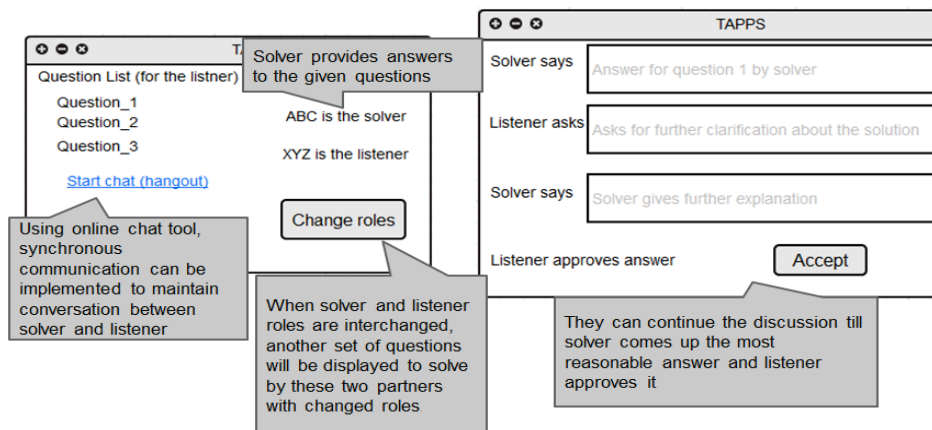 TA
Question List (for the listner)
Question_1
Question_2
Question_3
Start chat (hangout)
Solver provides answers
to the given questions
ABC is the solver
XYZ is the listener
Change roles
Using online chat tool,
synchronous
communication can be
implemented to maintain
conversation between
solver and listener
When solver and listener
roles are interchanged,
another set of questions
will be displayed to solve
by these two partners
with changed roles
TAPPS
Solver says
Answer for question 1 by solver
Listener asks
Asks for further clarification about the solution
Solver says
Solver gives further explanation
Listener approves answer
Accept
They can continue the discussion till
solver comes up the most
reasonable answer and listener
approves it